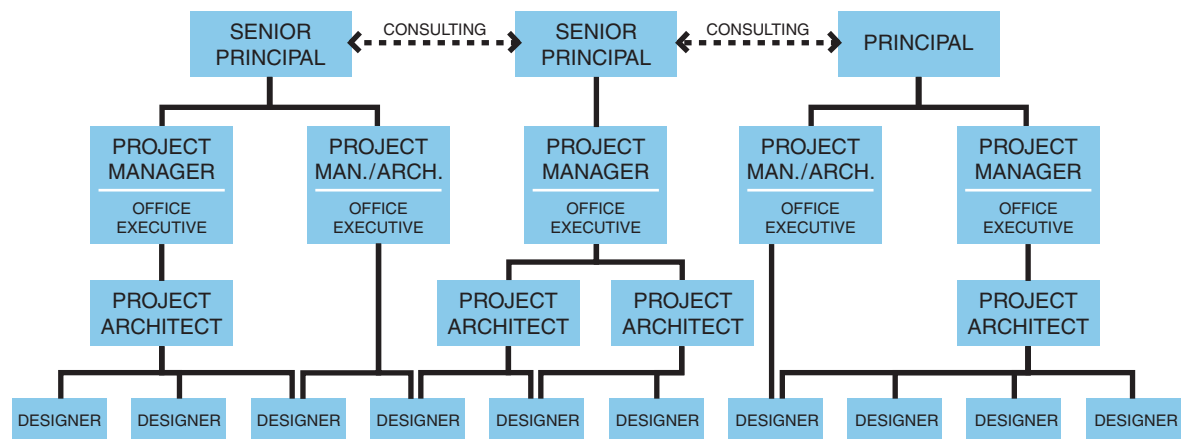 SENIOR
PRINCIPAL
CONSULTING
SENIOR
PRINCIPAL
CONSULTING
PRINCIPAL
PROJECT
MANAGER
OFFICE
EXECUTIVE
PROJECT
MAN./ARCH.
OFFICE
EXECUTIVE
PROJECT
MANAGER
OFFICE
EXECUTIVE
PROJECT
MAN./ARCH.
OFFICE
EXECUTIVE
PROJECT
MANAGER
OFFICE
EXECUTIVE
PROJECT
ARCHITECT
PROJECT
ARCHITECT
PROJECT
ARCHITECT
PROJECT
ARCHITECT
DESIGNER
DESIGNER
DESIGNER
DESIGNER
DESIGNER
DESIGNER
DESIGNER
DESIGNER
DESIGNER
DESIGNER